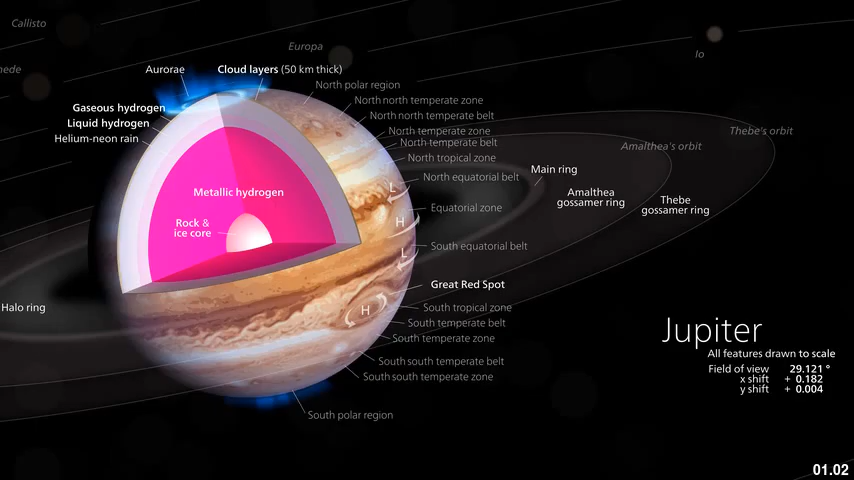 Callisto
Europa
Io
nede
Aurorae
Cloud layers (50 km thick)
North polar region
Gaseous hydrogen
Liquid hydrogen
Helium-neon rain
North north temperate zone
North north temperate belt
North temperate zone
North temperate belt
North tropical zone
North equatorial belt
Equatorial zone
South equatorial belt
Great Red Spot
South tropical zone
South temperate belt
South temperate zone
South south temperate belt
South south temperate zone
South polar region
Metallic hydrogen
Rock &
ice core
L
H
L
H
Main ring
Amalthea's orbit
Thebe's orbit
Amalthea
gossamer ring
Thebe
gossamer ring
Halo ring
Jupiter
All features drawn to scale
Field of view 29.121 °
x shift + 0.182
y shift + 0.004
01.02